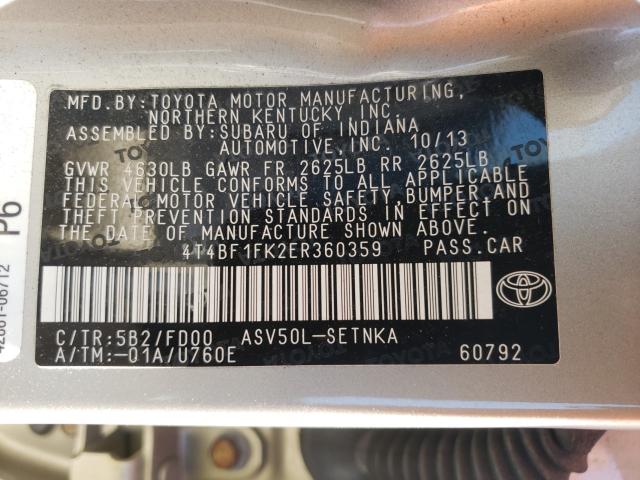 MFD.BY:TOYOTA MOTOR MANUFACTURING,
NORTHERN KENTUCKY,INC.
ASSEMBLED BY:SUBARU OF INDIANA
AUTOMOTIVE,INC. 10/13
GVWR 4630LB GAWR FR 2625LB RR 2625LB
THIS VEHICLE CONFORMS TO ALL APPLICABLE
FEDERAL MOTOR VEHICLE SAFETY,BUMPER,AND
THEFT PREVENTION STANDARDS IN EFFECT ON
THE DATE OF MANUFACTURE SHOWN ABOVE.
4T4BF1FK2ER360359 PASS.CAR
C/TR:5B2/FD00 ASV50L-SETNKA
A/TM:-01A/U760E 60792
P6